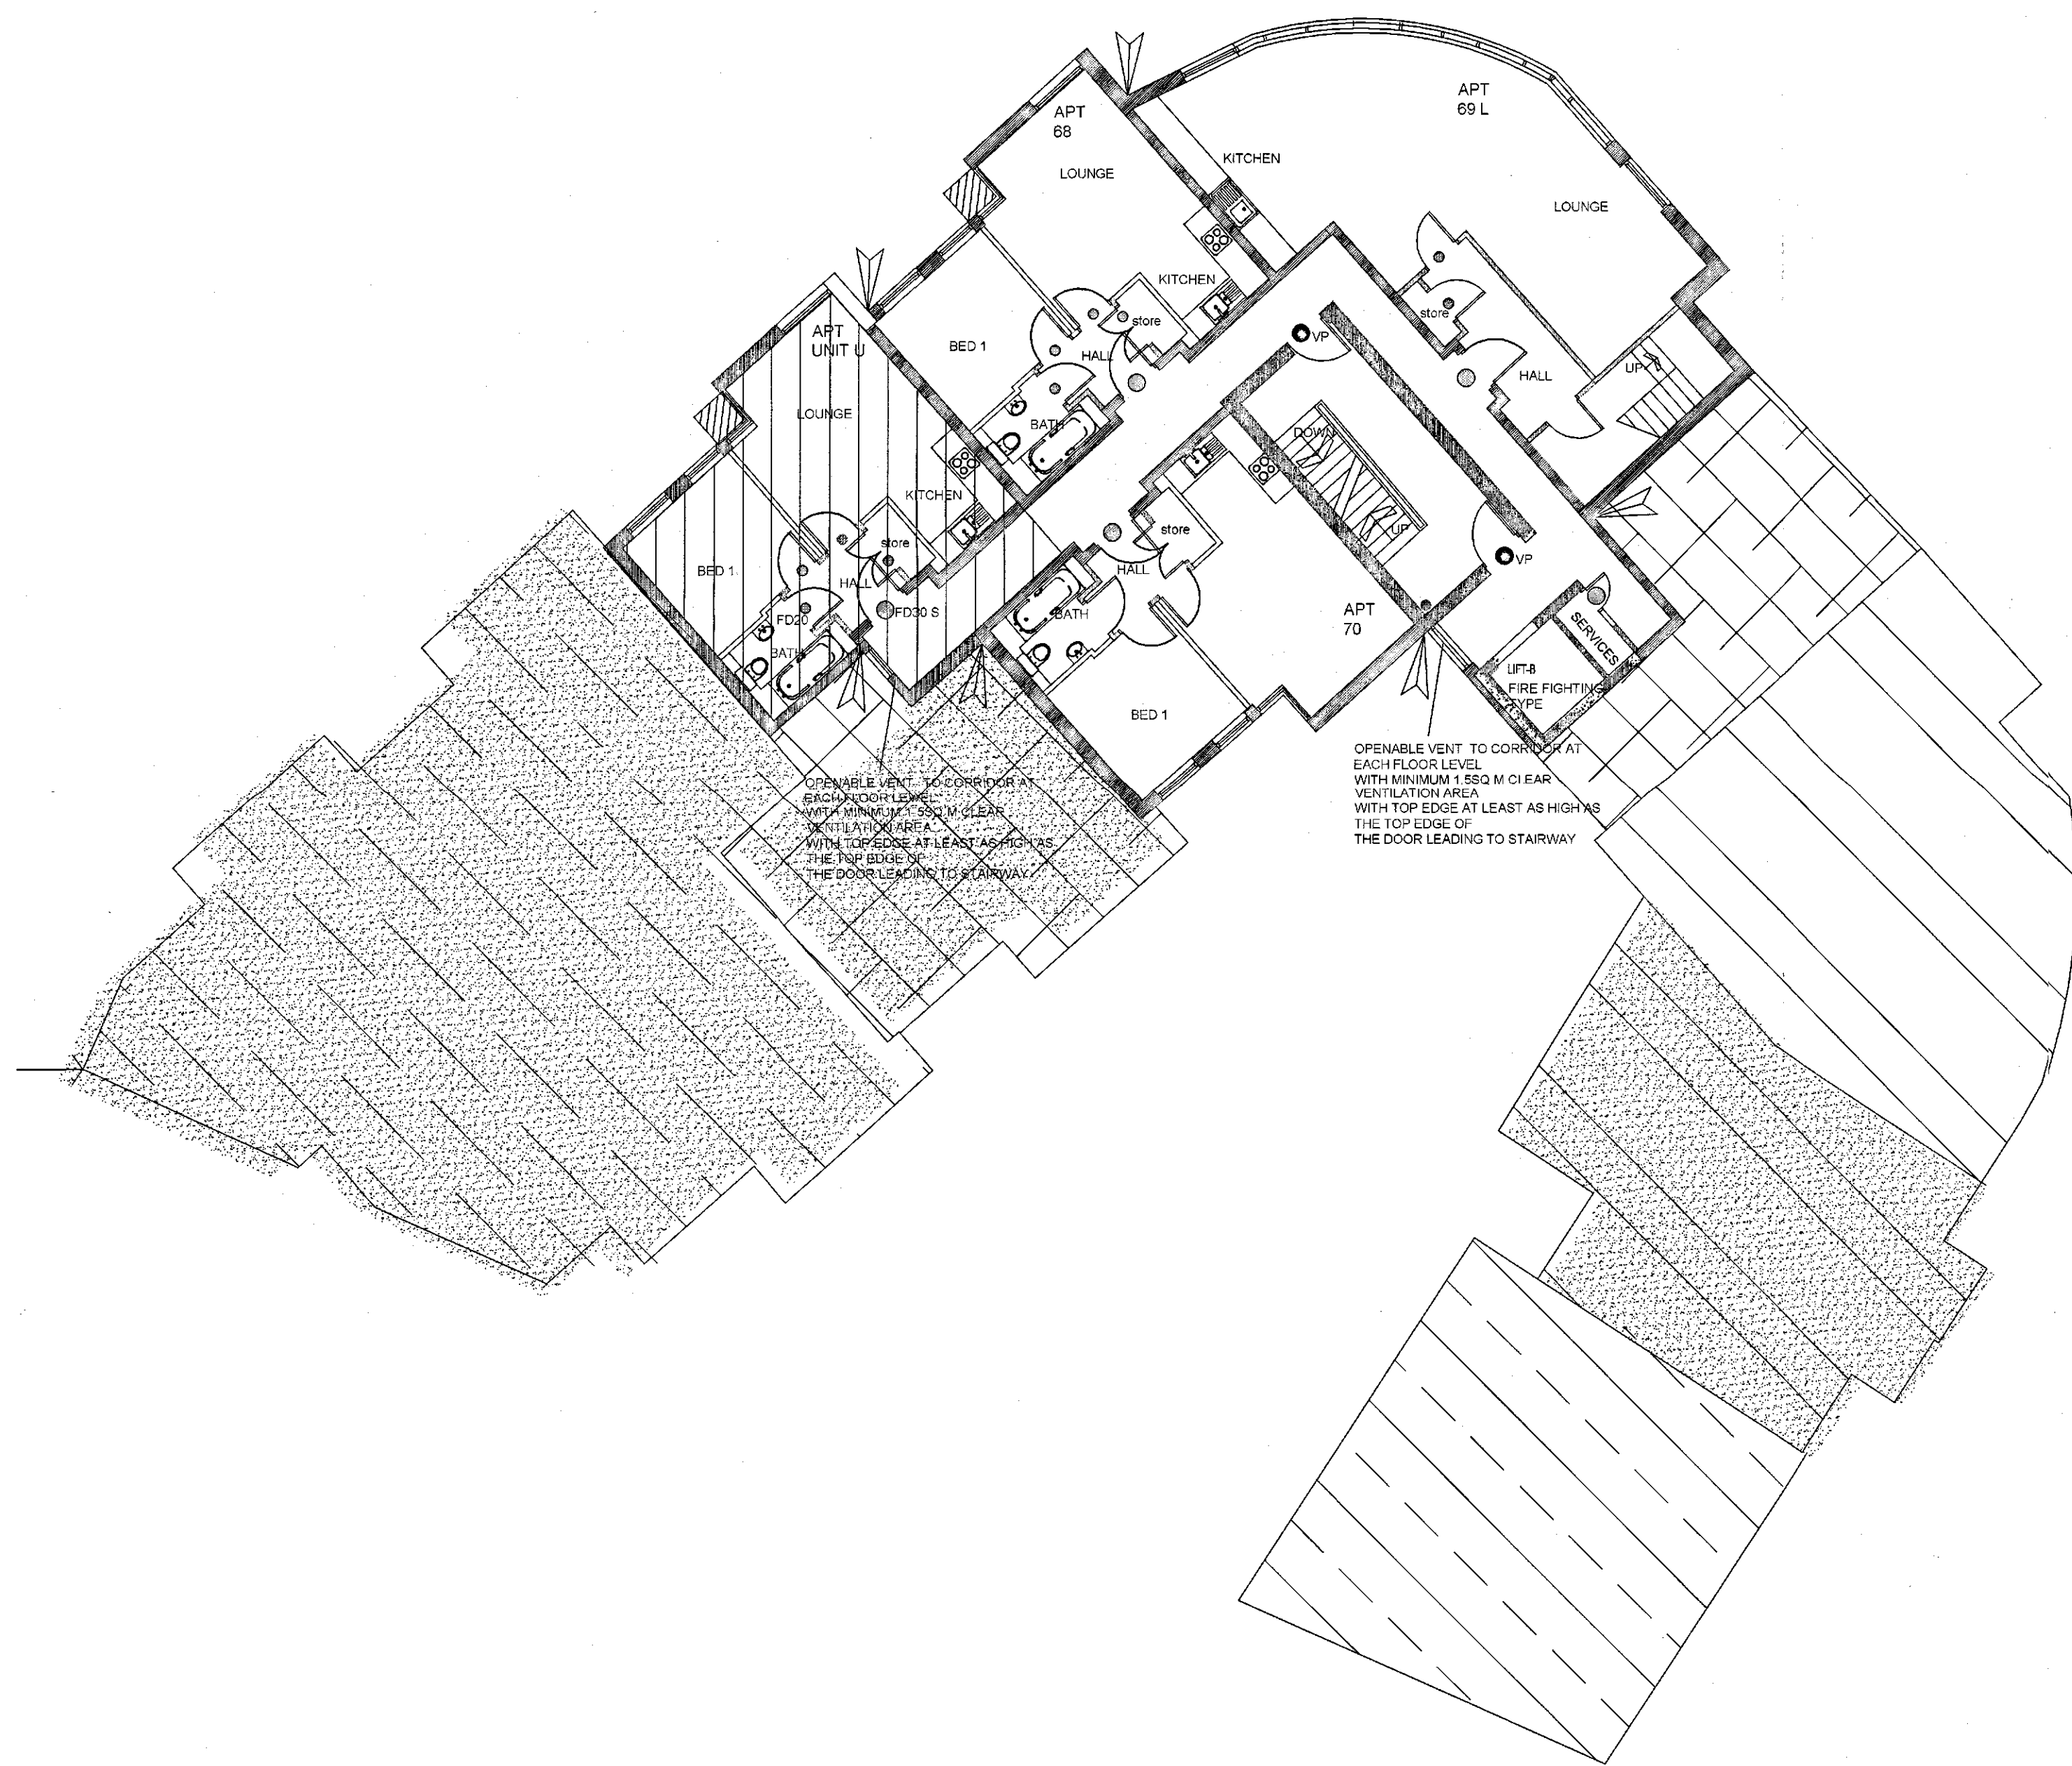 APT
69 L
KITCHEN
LOUNGE
store
HALL
UP
APT
68
LOUNGE
KITCHEN
store
BED 1
HALL
BATH
APT
UNIT U
LOUNGE
KITCHEN
store
BED 1
HALL
FD20
FD30 S
BATH
VP
DOWN
UP
VP
store
HALL
BATH
APT
70
BED 1
SERVICES
LIFT-B
FIRE FIGHTING
TYPE
OPENABLE VENT TO CORRIDOR AT
EACH FLOOR LEVEL
WITH MINIMUM 1.5SQ M CLEAR
VENTILATION AREA
WITH TOP EDGE AT LEAST AS HIGH AS
THE TOP EDGE OF
THE DOOR LEADING TO STAIRWAY
OPENABLE VENT TO CORRIDOR AT
EACH FLOOR LEVEL
WITH MINIMUM 1.5SQ M CLEAR
VENTILATION AREA
WITH TOP EDGE AT LEAST AS HIGH AS
THE TOP EDGE OF
THE DOOR LEADING TO STAIRWAY